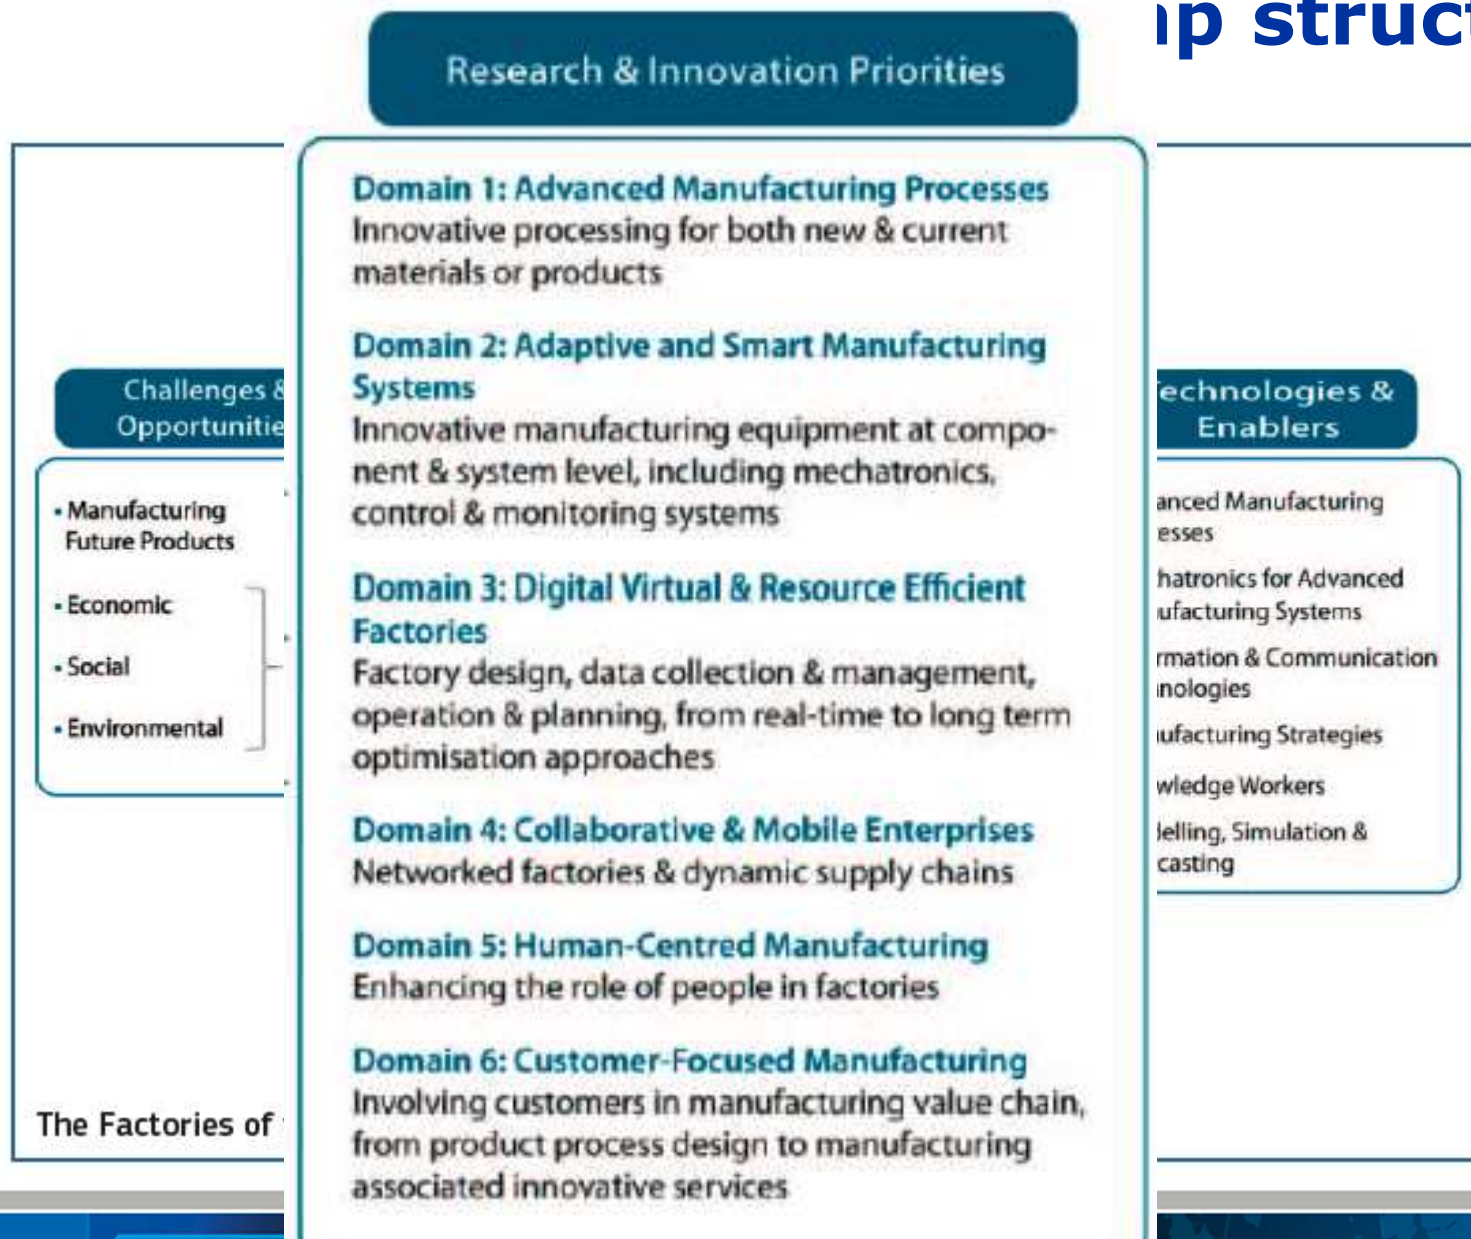 Research & Innovation Priorities
Domain 1: Advanced Manufacturing Processes
Innovative processing for both new & current
materials or products
Domain 2: Adaptive and Smart Manufacturing
Systems
Innovative manufacturing equipment at compo-
nent & system level, including mechatronics,
control & monitoring systems
Domain 3: Digital Virtual & Resource Efficient
Factories
Factory design, data collection & management,
operation & planning, from real-time to long term
optimisation approaches
Domain 4: Collaborative & Mobile Enterprises
Networked factories & dynamic supply chains
Domain 5: Human-Centred Manufacturing
Enhancing the role of people in factories
Domain 6: Customer-Focused Manufacturing
Involving customers in manufacturing value chain,
from product process design to manufacturing
associated innovative services
Challenges &
Opportunitie
• Manufacturing
Future Products
• Economic
• Social
• Environmental
echnologies &
Enablers
anced Manufacturing
esses
hatronics for Advanced
ufacturing Systems
rmation & Communication
nologies
ufacturing Strategies
wledge Workers
elling, Simulation &
casting
The Factories of